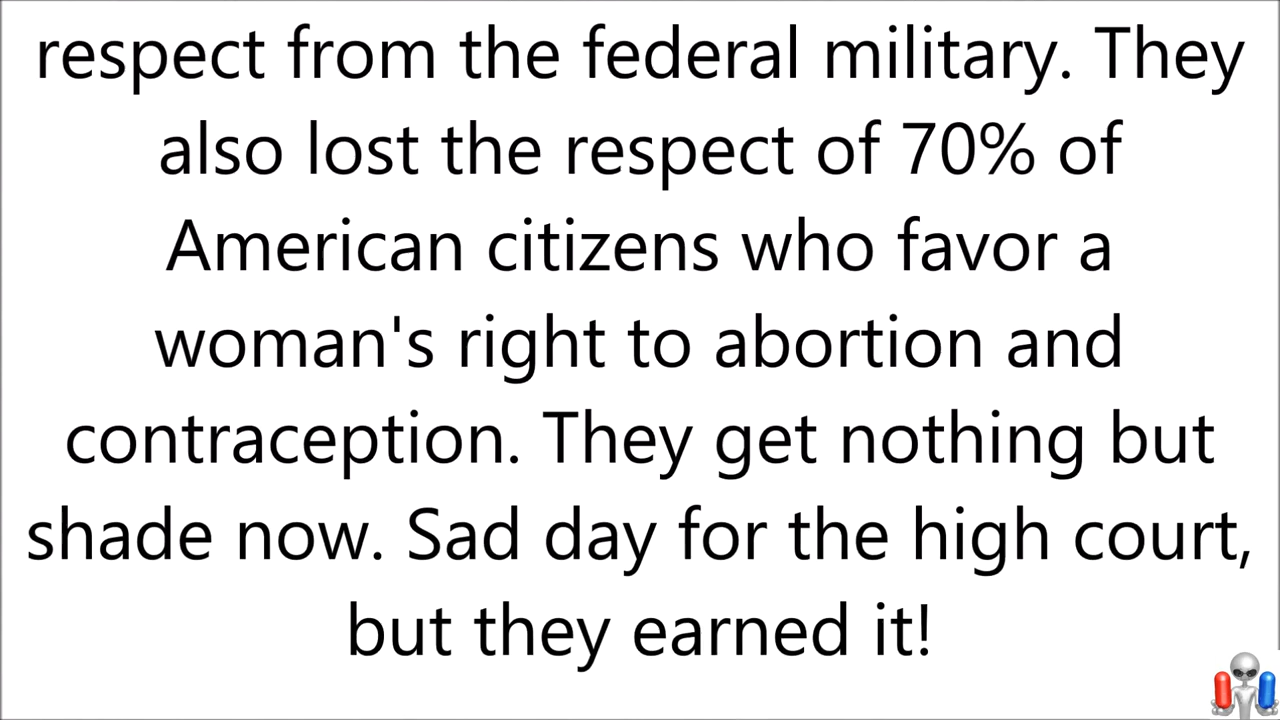 respect from the federal military. They
also lost the respect of 70% of
American citizens who favor a
woman's right to abortion and
contraception. They get nothing but
shade now. Sad day for the high court,
but they earned it!